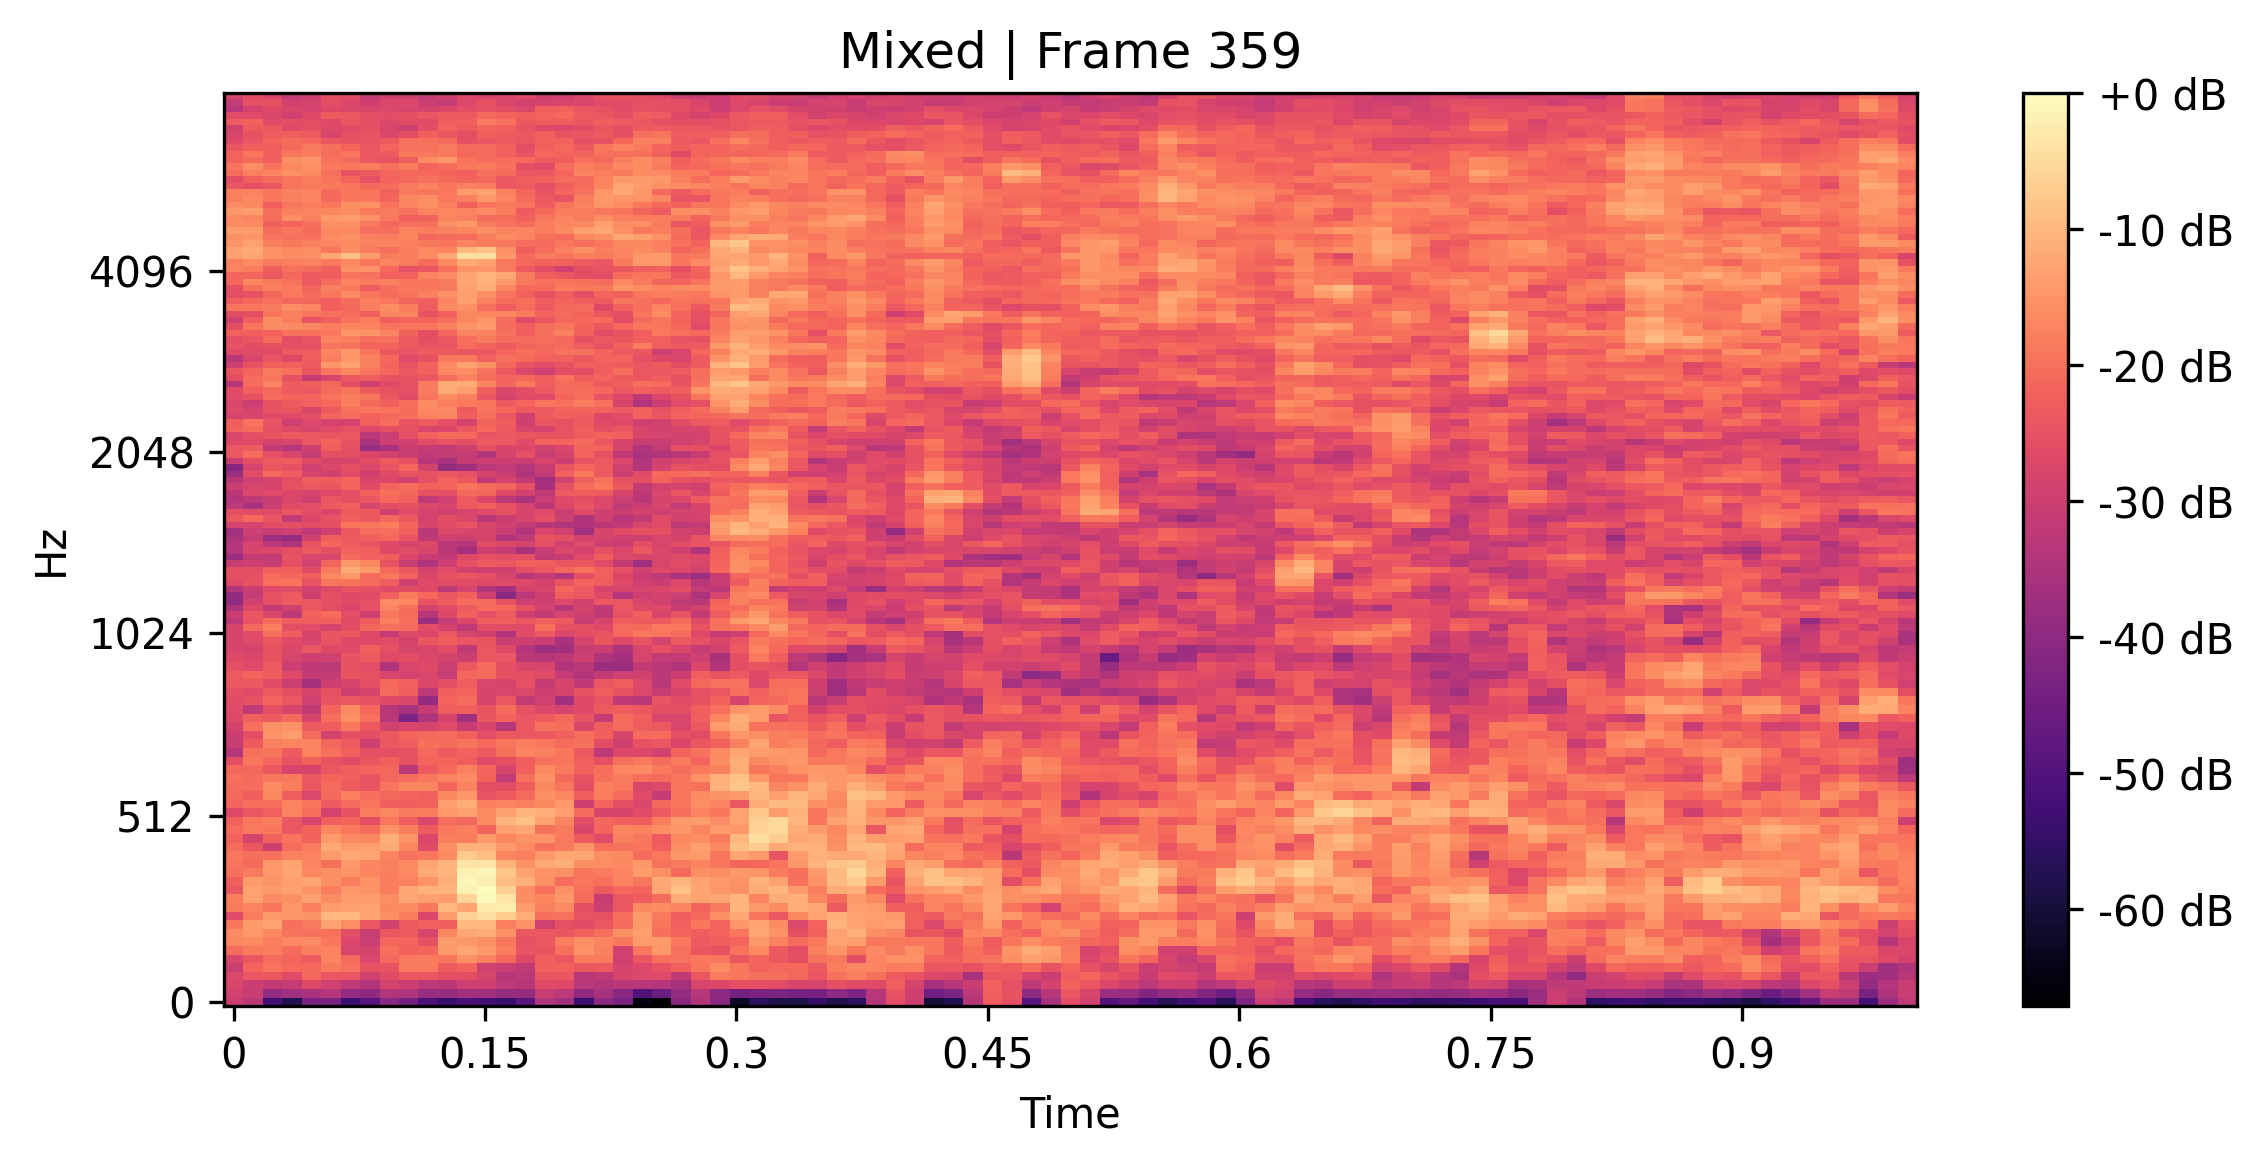 Mixed | Frame 359
+0 dB
-10 dB
-20 dB
-30 dB
-40 dB
-50 dB
-60 dB
Hz
4096
2048
1024
512
0
0 0.15 0.3 0.45 0.6 0.75 0.9
Time